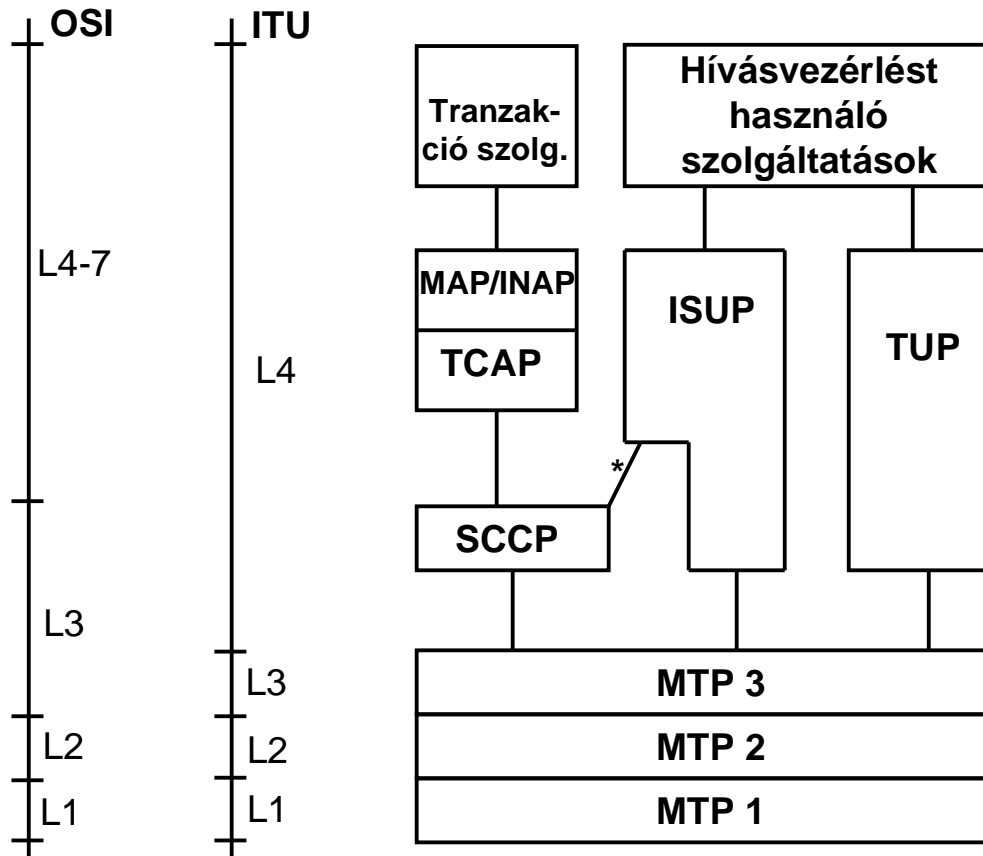 OSI
ITU
L4-7
L3
L2
L1
L4
L3
L2
L1
Tranzak-
ció szolg.
Hívásvezérlést
használó
szolgáltatások
MAP/INAP
TCAP
ISUP
TUP
*
SCCP
MTP 3
MTP 2
MTP 1